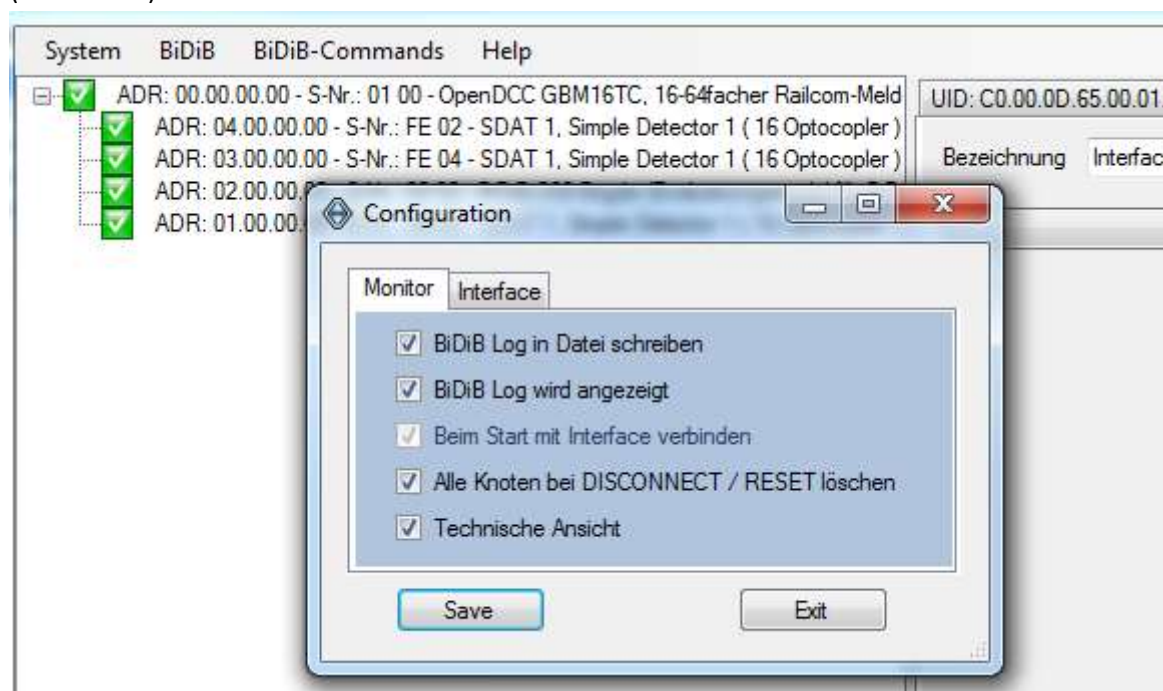 System BiDiB BiDiB-Commands Help
ADR: 00.00.00.00 - S-Nr.: 01 00 - OpenDCC GBM16TC, 16-64facher Railcom-Meld
ADR: 04.00.00.00 - S-Nr.: FE 02 - SDAT 1, Simple Detector 1 ( 16 Optocopler )
ADR: 03.00.00.00 - S-Nr.: FE 04 - SDAT 1, Simple Detector 1 ( 16 Optocopler )
ADR: 02.00.00
ADR: 01.00.00.
UID: C0.00.0D.65.00.01
Bezeichnung Interfac
Configuration
Monitor Interface
BiDiB Log in Datei schreiben
BiDiB Log wird angezeigt
Beim Start mit Interface verbinden
Alle Knoten bei DISCONNECT / RESET löschen
Technische Ansicht
Save Exit